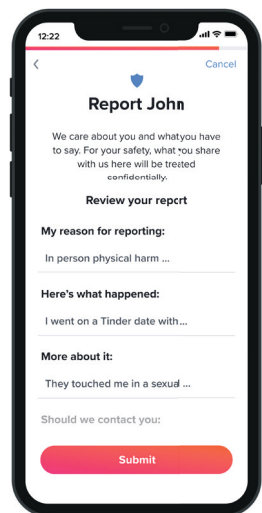 12:22
Cancel
Report John
We care about you and what you have
to say. For your safety, what you share
with us here will be treated
confidentially.
Review your report
My reason for reporting:
In person physical harm ...
Here's what happened:
I went on a Tinder date with ...
More about it:
They touched me in a sexual ...
Should we contact you:
Submit